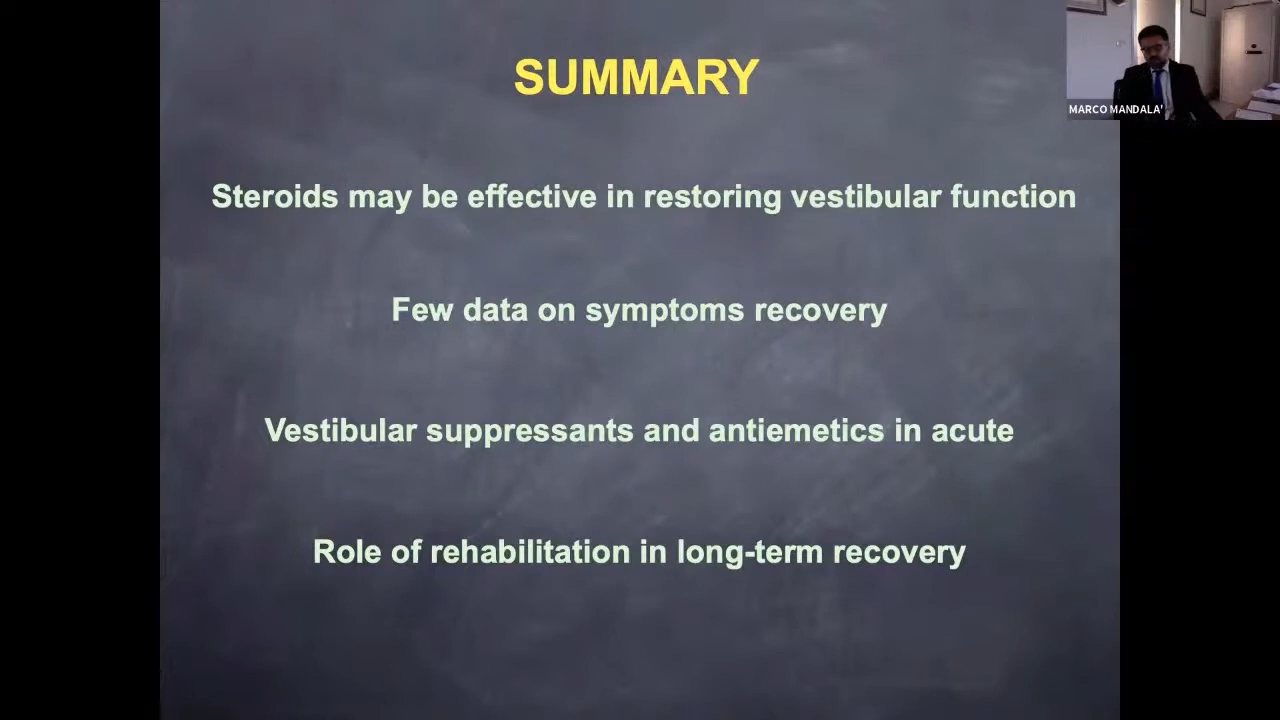 SUMMARY
MARCO MANDALA'
Steroids may be effective in restoring vestibular function
Few data on symptoms recovery
Vestibular suppressants and antiemetics in acute
Role of rehabilitation in long-term recovery